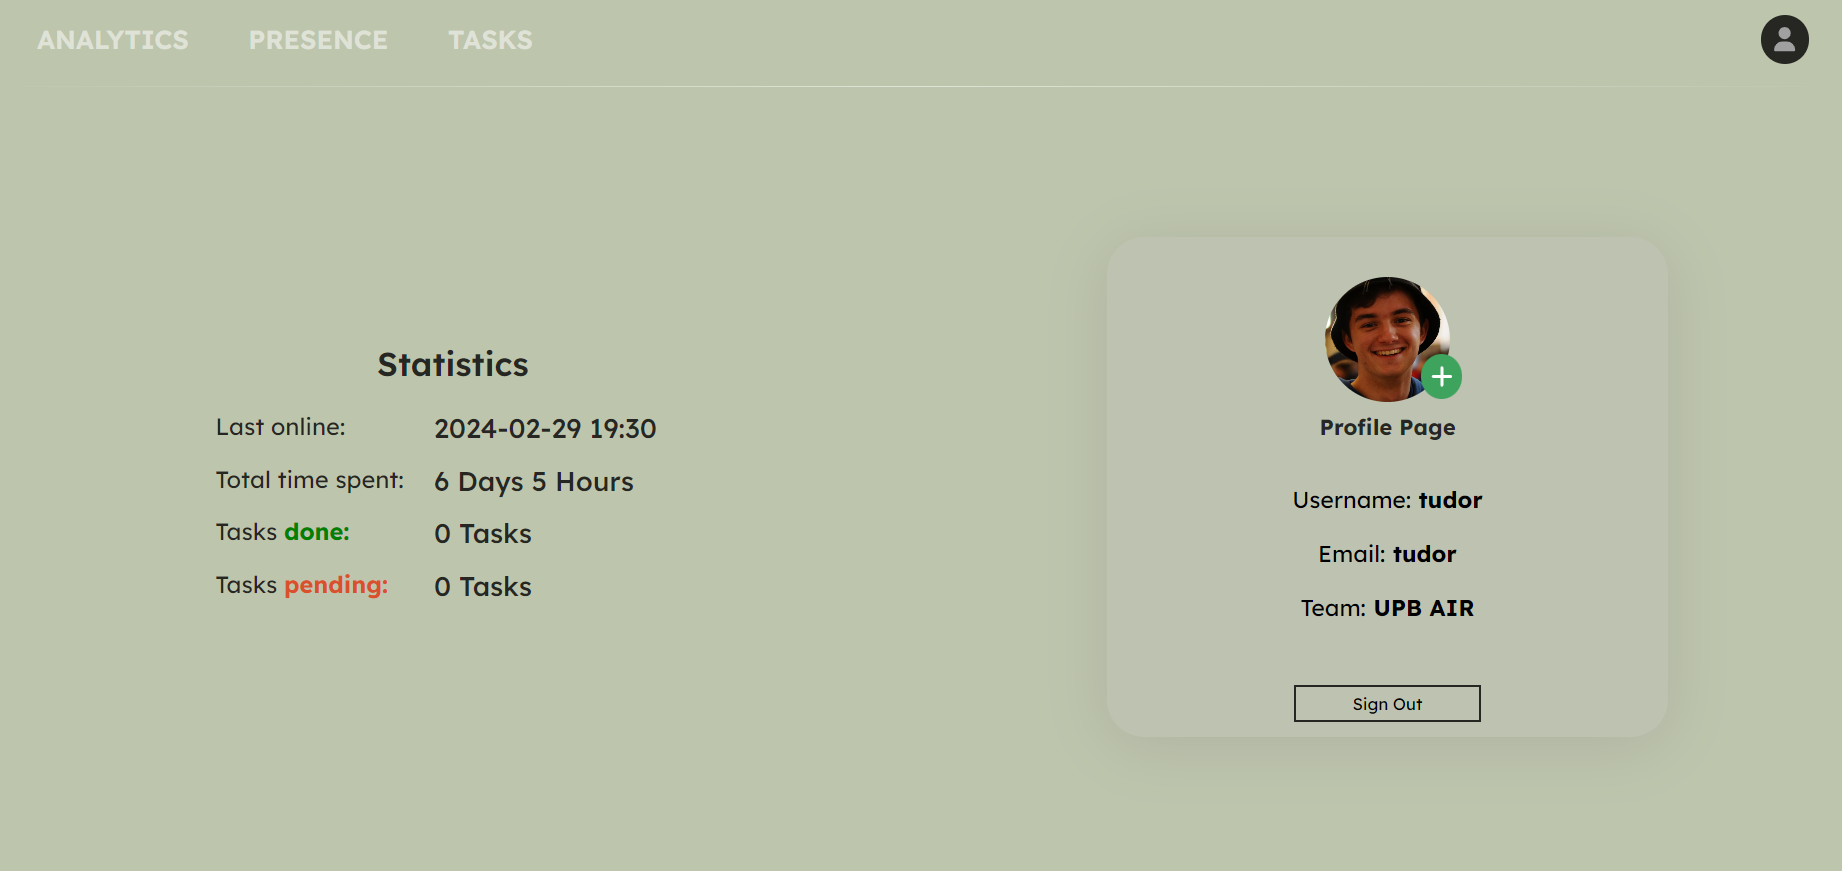 ANALYTICS PRESENCE TASKS
Statistics
Last online: 2024-02-29 19:30
Total time spent: 6 Days 5 Hours
Tasks done: 0 Tasks
Tasks pending: 0 Tasks
Profile Page
Username: tudor
Email: tudor
Team: UPB AIR
Sign Out